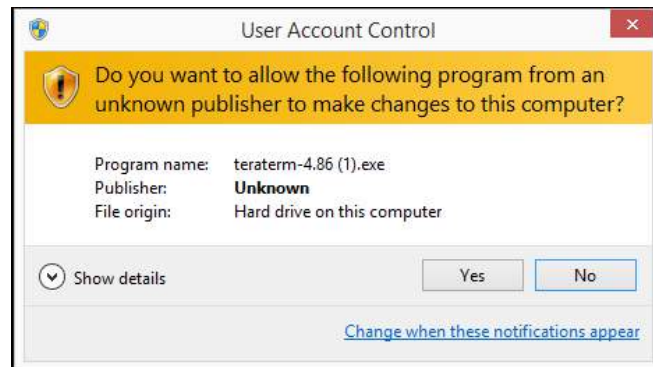 User Account Control
Do you want to allow the following program from an
unknown publisher to make changes to this computer?
Program name: teraterm-4.86 (1).exe
Publisher: Unknown
File origin: Hard drive on this computer
Show details Yes No
Change when these notifications appear